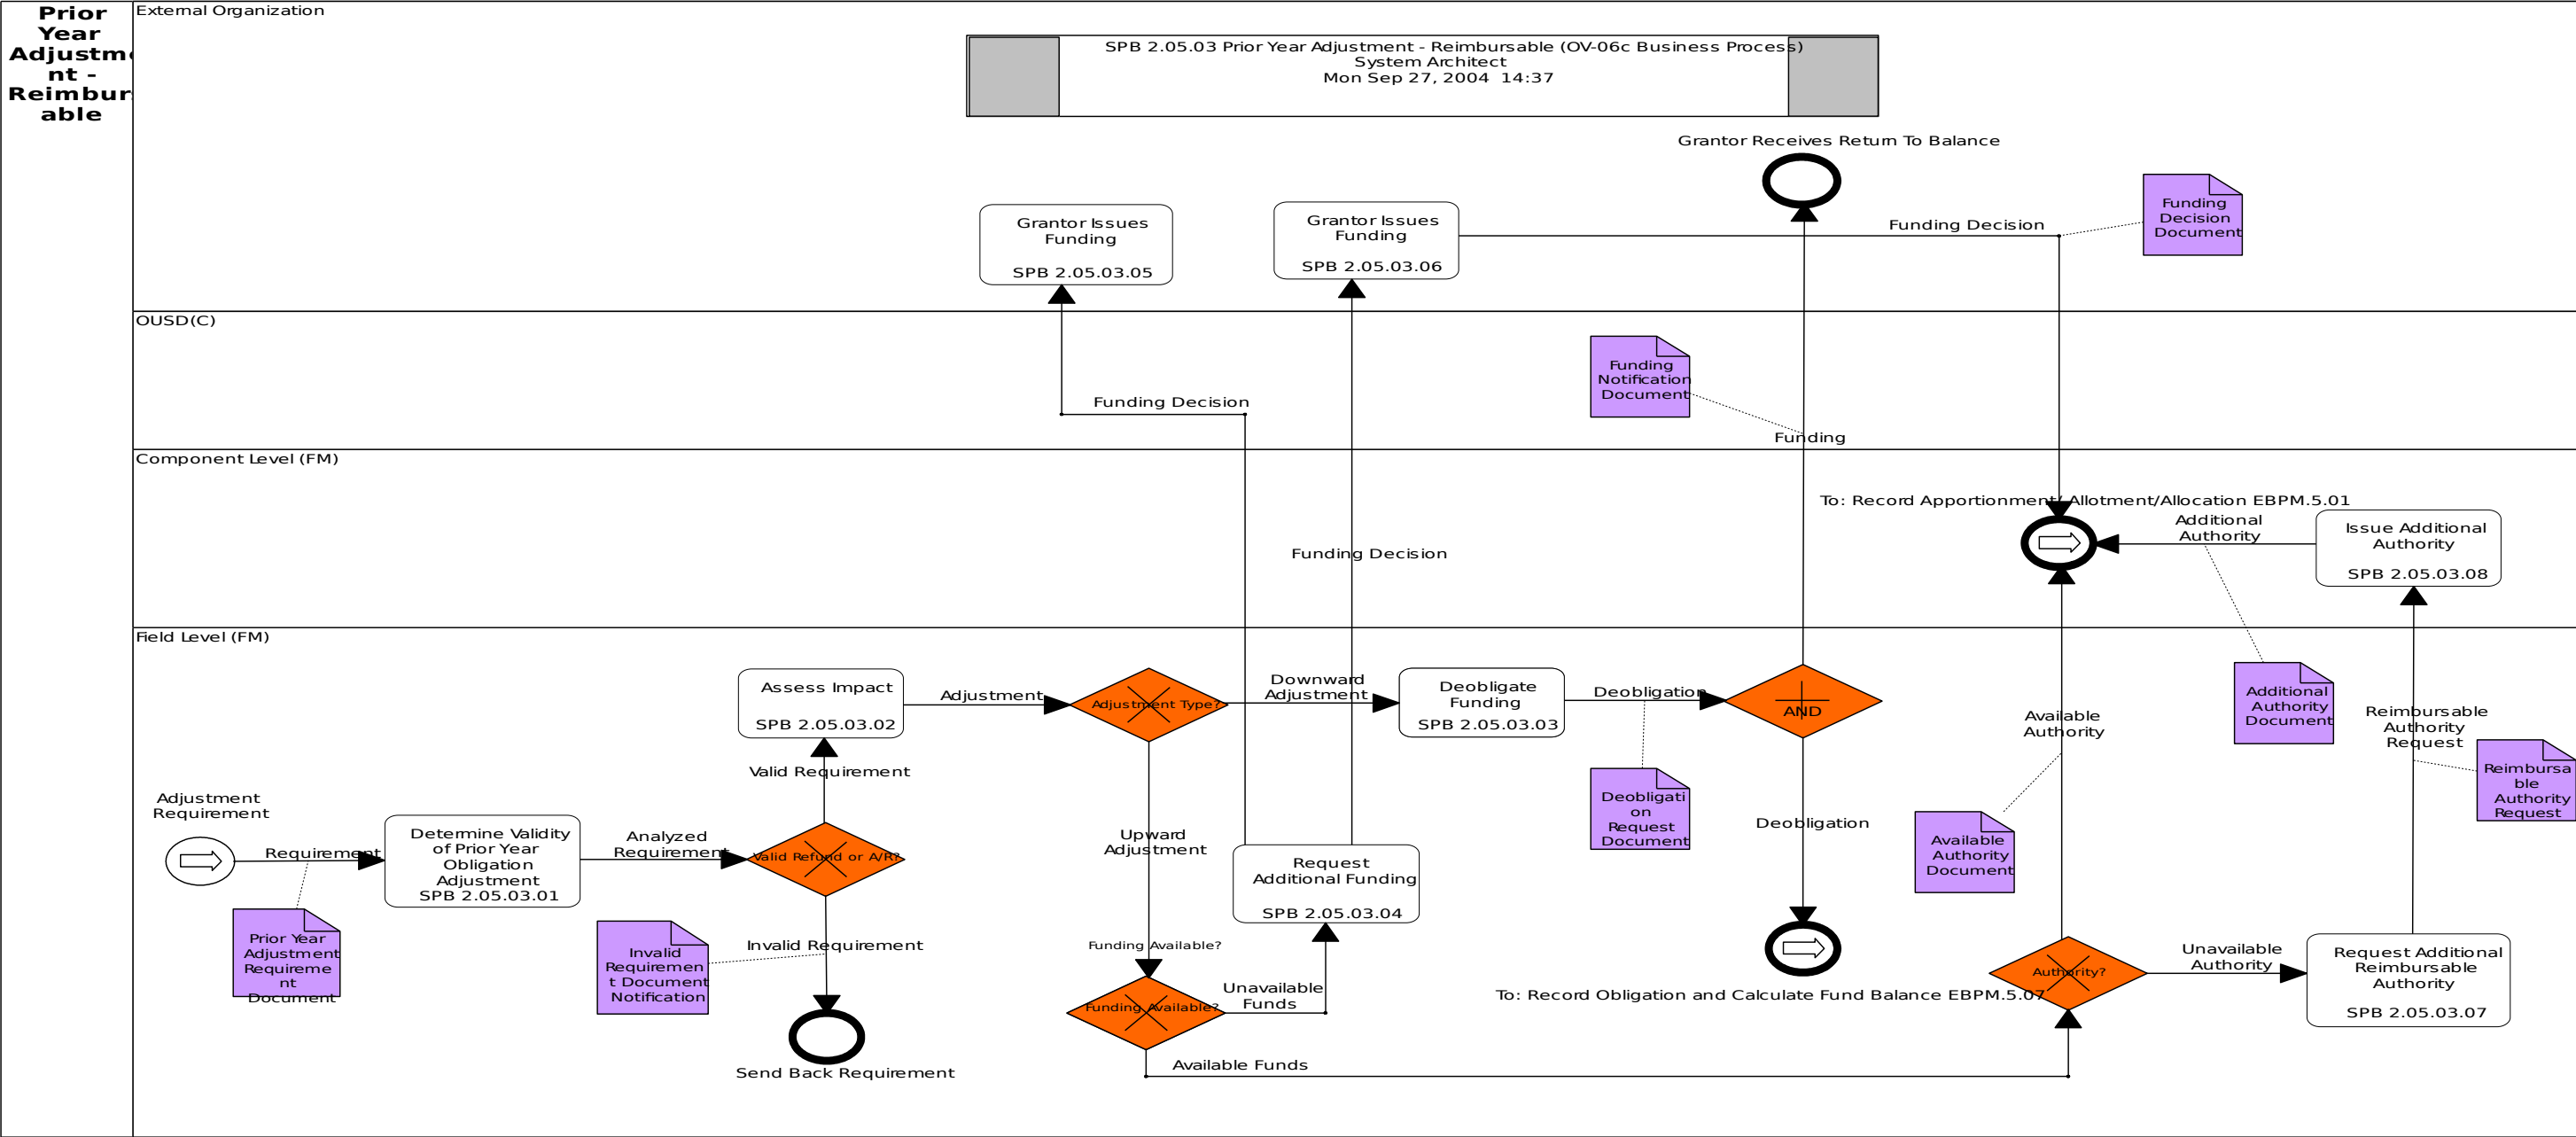 Prior
Year
Adjustme
nt -
Reimburs
able
External Organization
SPB 2.05.03 Prior Year Adjustment - Reimbursable (OV-06c Business Process)
System Architect
Mon Sep 27, 2004 14:37
Grantor Receives Return To Balance
Grantor Issues
Funding
SPB 2.05.03.05
Grantor Issues
Funding
SPB 2.05.03.06
Funding Decision
Funding
Decision
Document
OUSD(C)
Funding
Notification
Document
Funding Decision
Funding
Component Level (FM)
To: Record Apportionment/ Allotment/Allocation EBPM.5.01
Additional
Authority
Issue Additional
Authority
SPB 2.05.03.08
Funding Decision
Field Level (FM)
Assess Impact
SPB 2.05.03.02
Adjustment
Adjustment Type?
Downward
Adjustment
Deobligate
Funding
SPB 2.05.03.03
Deobligation
AND
Available
Authority
Additional
Authority
Document
Reimbursable
Authority
Request
Reimbursa
ble
Authority
Request
Valid Requirement
Adjustment
Requirement
Requirement
Determine Validity
of Prior Year
Obligation
Adjustment
SPB 2.05.03.01
Analyzed
Requirement
Valid Refund or A/R?
Upward
Adjustment
Request
Additional Funding
SPB 2.05.03.04
Deobligati
on
Request
Document
Deobligation
Available
Authority
Document
Prior Year
Adjustment
Requireme
nt
Document
Invalid
Requiremen
t Document
Notification
Invalid Requirement
Funding Available?
Funding Available?
Unavailable
Funds
To: Record Obligation and Calculate Fund Balance EBPM.5.07
Authority?
Unavailable
Authority
Request Additional
Reimbursable
Authority
SPB 2.05.03.07
Send Back Requirement
Available Funds